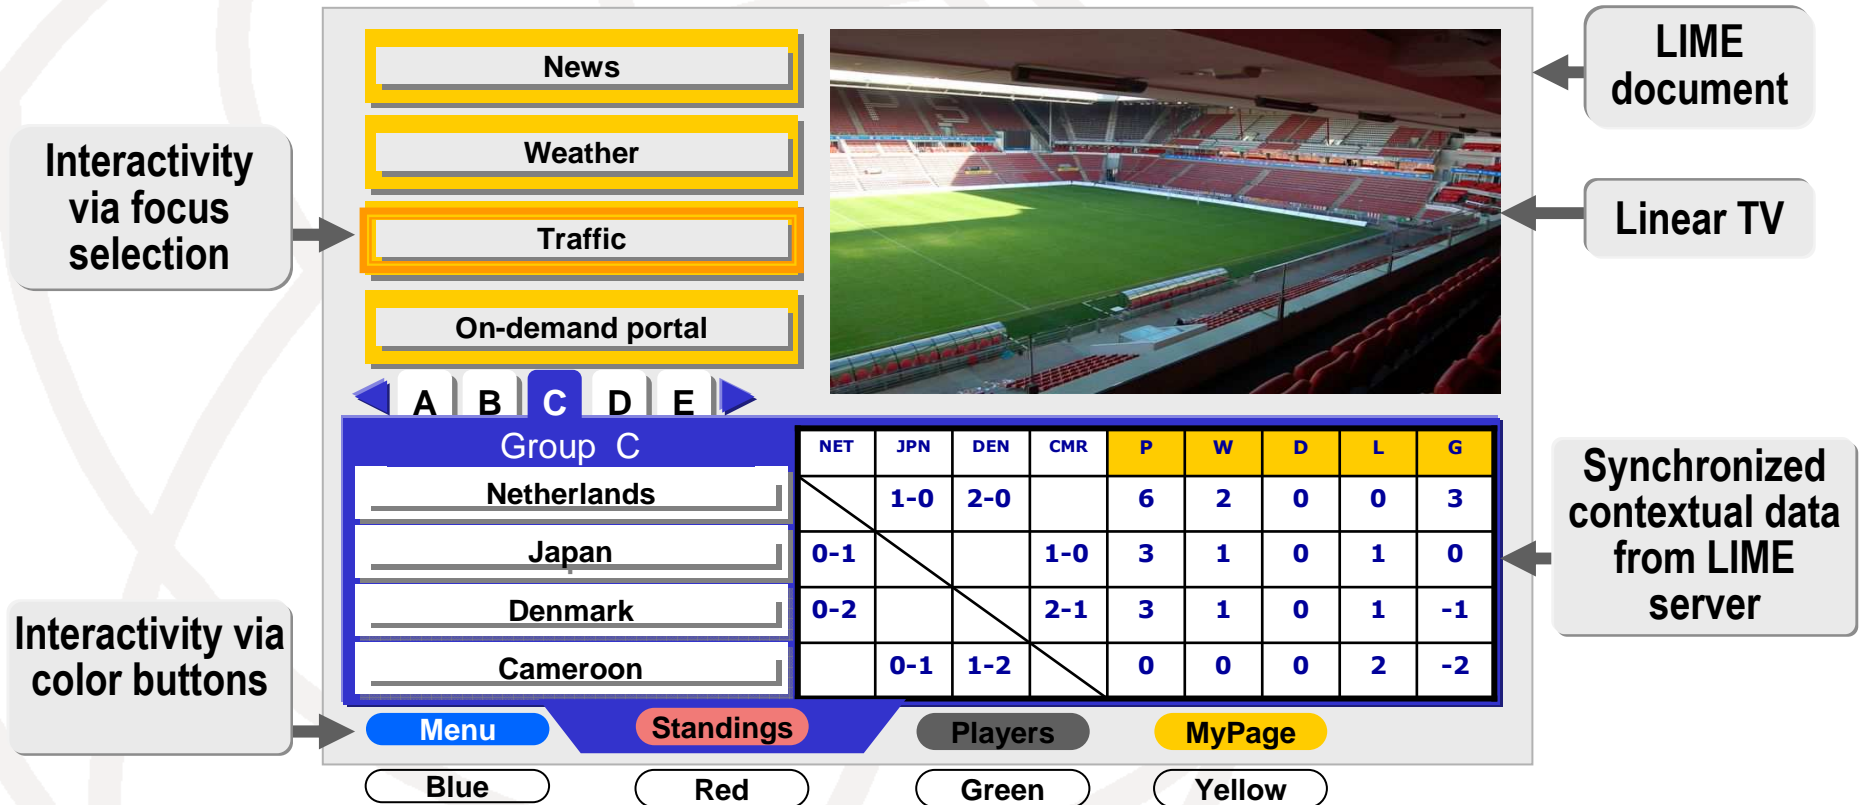 LIME
document
Linear TV
Synchronized
contextual data
from LIME
server
Interactivity
via focus
selection
Interactivity via
color buttons
News
Weather
Traffic
On-demand portal
A B C D E
Group C NET JPN DEN CMR P W D L G
Netherlands 1-0 2-0 6 2 0 0 3
Japan 0-1 1-0 3 1 0 1 0
Denmark 0-2 2-1 3 1 0 1 -1
Cameroon 0-1 1-2 0 0 0 2 -2
Menu Standings Players MyPage
Blue Red Green Yellow
P S